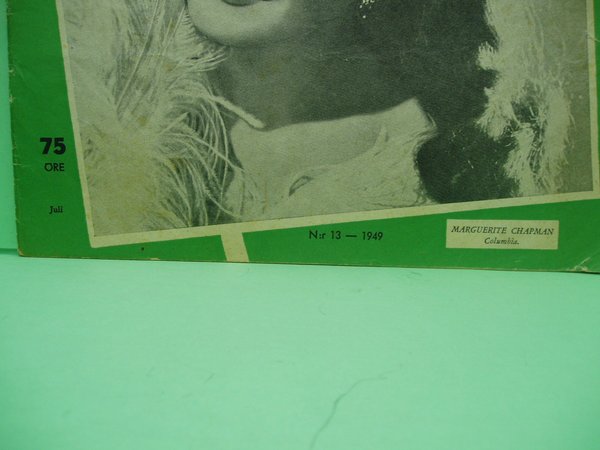 75
ÖRE
Juli
N:r 13 — 1949
MARGUERITE CHAPMAN
Columbia.